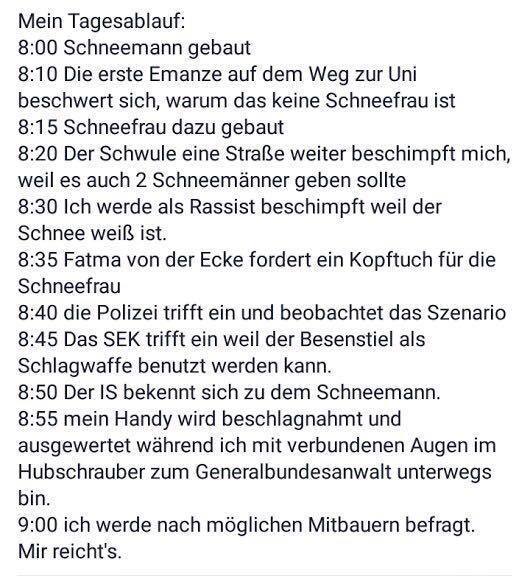 Mein Tagesablauf:
8:00 Schneemann gebaut
8:10 Die erste Emanze auf dem Weg zur Uni
beschwert sich, warum das keine Schneefrau ist
8:15 Schneefrau dazu gebaut
8:20 Der Schwule eine Straße weiter beschimpft mich,
weil es auch 2 Schneemänner geben sollte
8:30 Ich werde als Rassist beschimpft weil der
Schnee weiß ist.
8:35 Fatma von der Ecke fordert ein Kopftuch für die
Schneefrau
8:40 die Polizei trifft ein und beobachtet das Szenario
8:45 Das SEK trifft ein weil der Besenstiel als
Schlagwaffe benutzt werden kann.
8:50 Der IS bekennt sich zu dem Schneemann.
8:55 mein Handy wird beschlagnahmt und
ausgewertet während ich mit verbundenen Augen im
Hubschrauber zum Generalbundesanwalt unterwegs
bin.
9:00 ich werde nach möglichen Mitbauern befragt.
Mir reicht's.